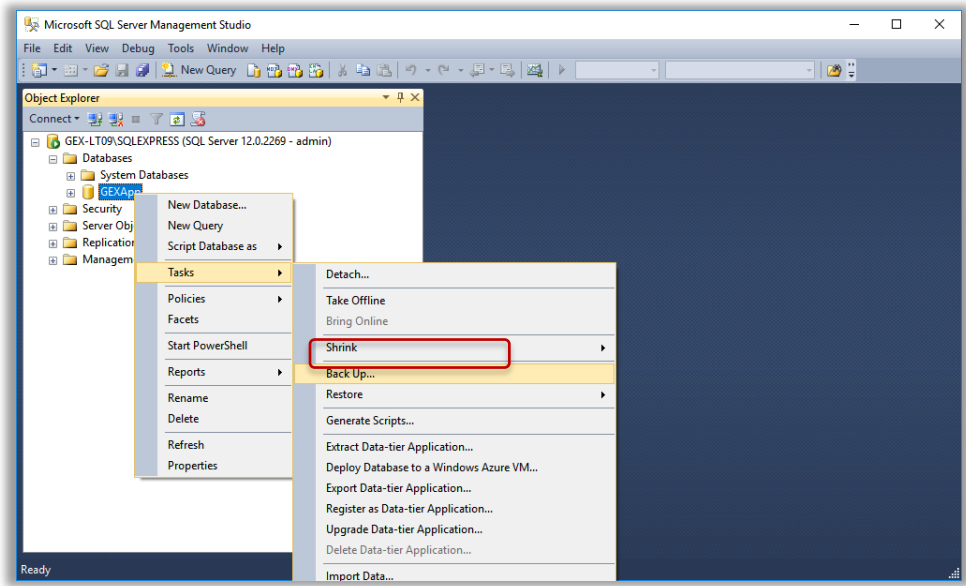 Microsoft SQL Server Management Studio
File Edit View Debug Tools Window Help
New Query
Object Explorer
Connect
GEX-LT09\SQLEXPRESS (SQL Server 12.0.2269 - admin)
Databases
System Databases
GEXApp
Security
Server Obj
Replication
Managem
New Database...
New Query
Script Database as
Tasks
Policies
Facets
Start PowerShell
Reports
Rename
Delete
Refresh
Properties
Detach...
Take Offline
Bring Online
Shrink
Back Up...
Restore
Generate Scripts...
Extract Data-tier Application...
Deploy Database to a Windows Azure VM...
Export Data-tier Application...
Register as Data-tier Application...
Upgrade Data-tier Application...
Delete Data-tier Application...
Import Data...
Ready